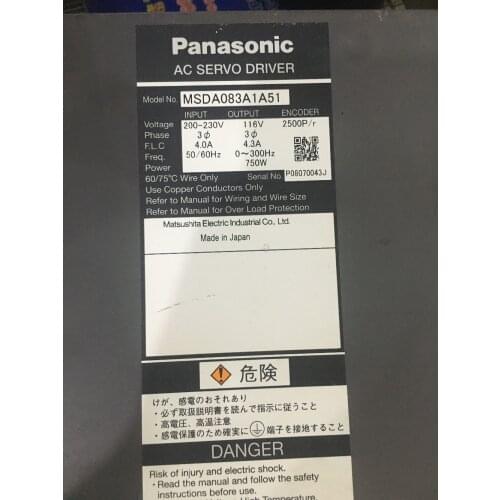 Panasonic
AC SERVO DRIVER
Model No. MSDA083A1A51
INPUT OUTPUT ENCODER
Voltage 200-230V 116V 2500P/r
Phase 3ϕ 3ϕ
F.L.C 4.0A 4.3A
Freq. 50/60Hz 0～300Hz
Power 750W
60/75℃ Wire Only Serial No. P08070043J
Use Copper Conductors Only
Refer to Manual for Wiring and Wire Size
Refer to Manual for Over Load Protection
Matsushita Electric Industrial Co., Ltd.
Made in Japan
危険
けが、感電のおそれあり
・必ず取扱説明書を読んで指示に従うこと
・高電圧、高温注意
・感電保護のため確実に端子を接地すること
DANGER
Risk of injury and electric shock.
・Read the manual and follow the safety
instructions before use.
High Temperature.